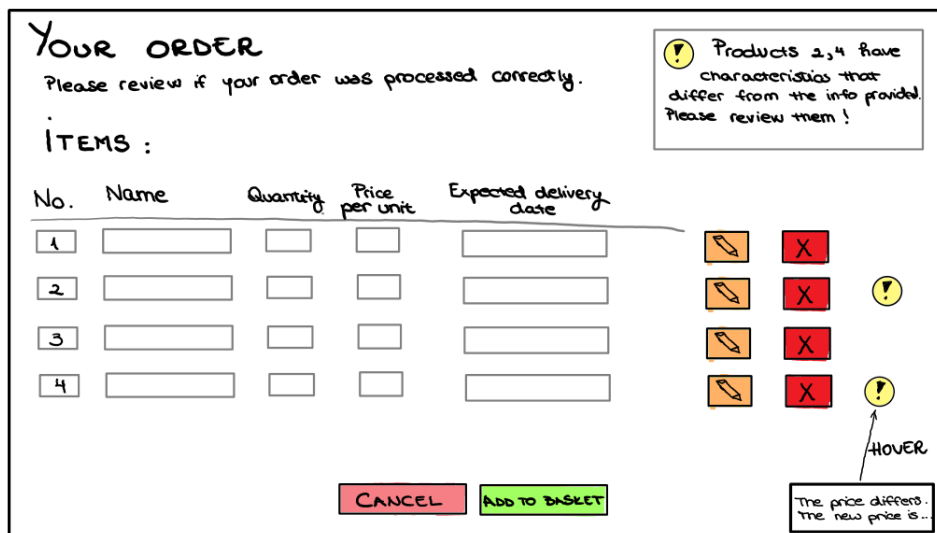 YOUR ORDER
Please review if your order was processed correctly.
ITEMS :
! Products 2,4 have
characteristics that
differ from the info provided.
Please review them !
No. Name Quantity Price per unit Expected delivery date
1 X
2 X !
3 X
4 X !
HOVER
The price differs.
The new price is...
CANCEL ADD TO BASKET